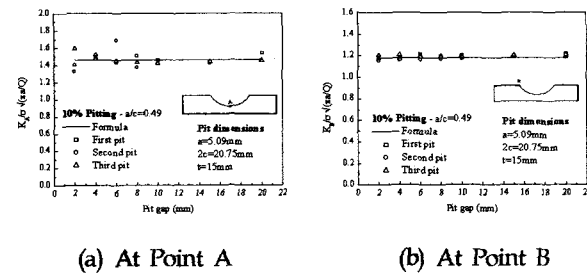 2.0
1.8
1.6
1.4
1.2
1.0
0.8
0.6
0.4
0.2
0.0
10% Pitting - a/c=0.49
Formula
First pit
Second pit
Third pit
A
Pit dimensions
a=5.09mm
2c=20.75mm
t=15mm
0 2 4 6 8 10 12 14 16 18 20 22
Pit gap (mm)
(a) At Point A
1.6
1.4
1.2
1.0
0.8
0.6
0.4
0.2
0.0
10% Pitting - a/c=0.49
Formula
First pit
Second pit
Third pit
Pit dimensions
a=5.09mm
2c=20.75mm
t=15mm
0 2 4 6 8 10 12 14 16 18 20 22
Pit gap (mm)
(b) At Point B